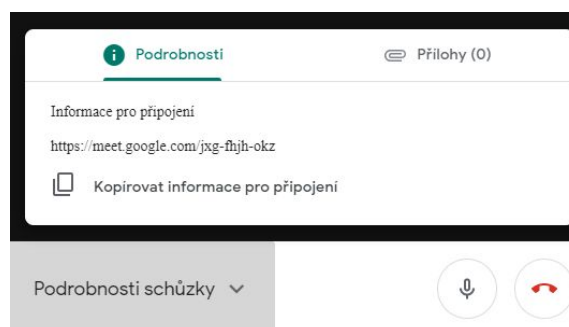 Podrobnosti
Přílohy (0)
Informace pro připojení
https://meet.google.com/jxg-fhjh-okz
Kopírovat informace pro připojení
Podrobnosti schůzky